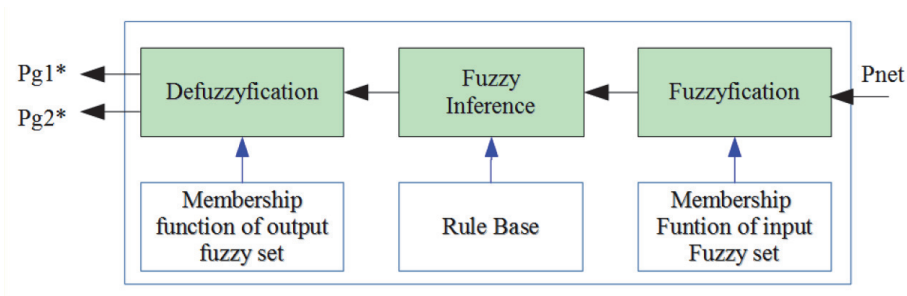 Pg1*
Pg2*
Defuzzyfication
Fuzzy
Inference
Fuzzyfication
Pnet
Membership
function of output
fuzzy set
Rule Base
Membership
Funtion of input
Fuzzy set